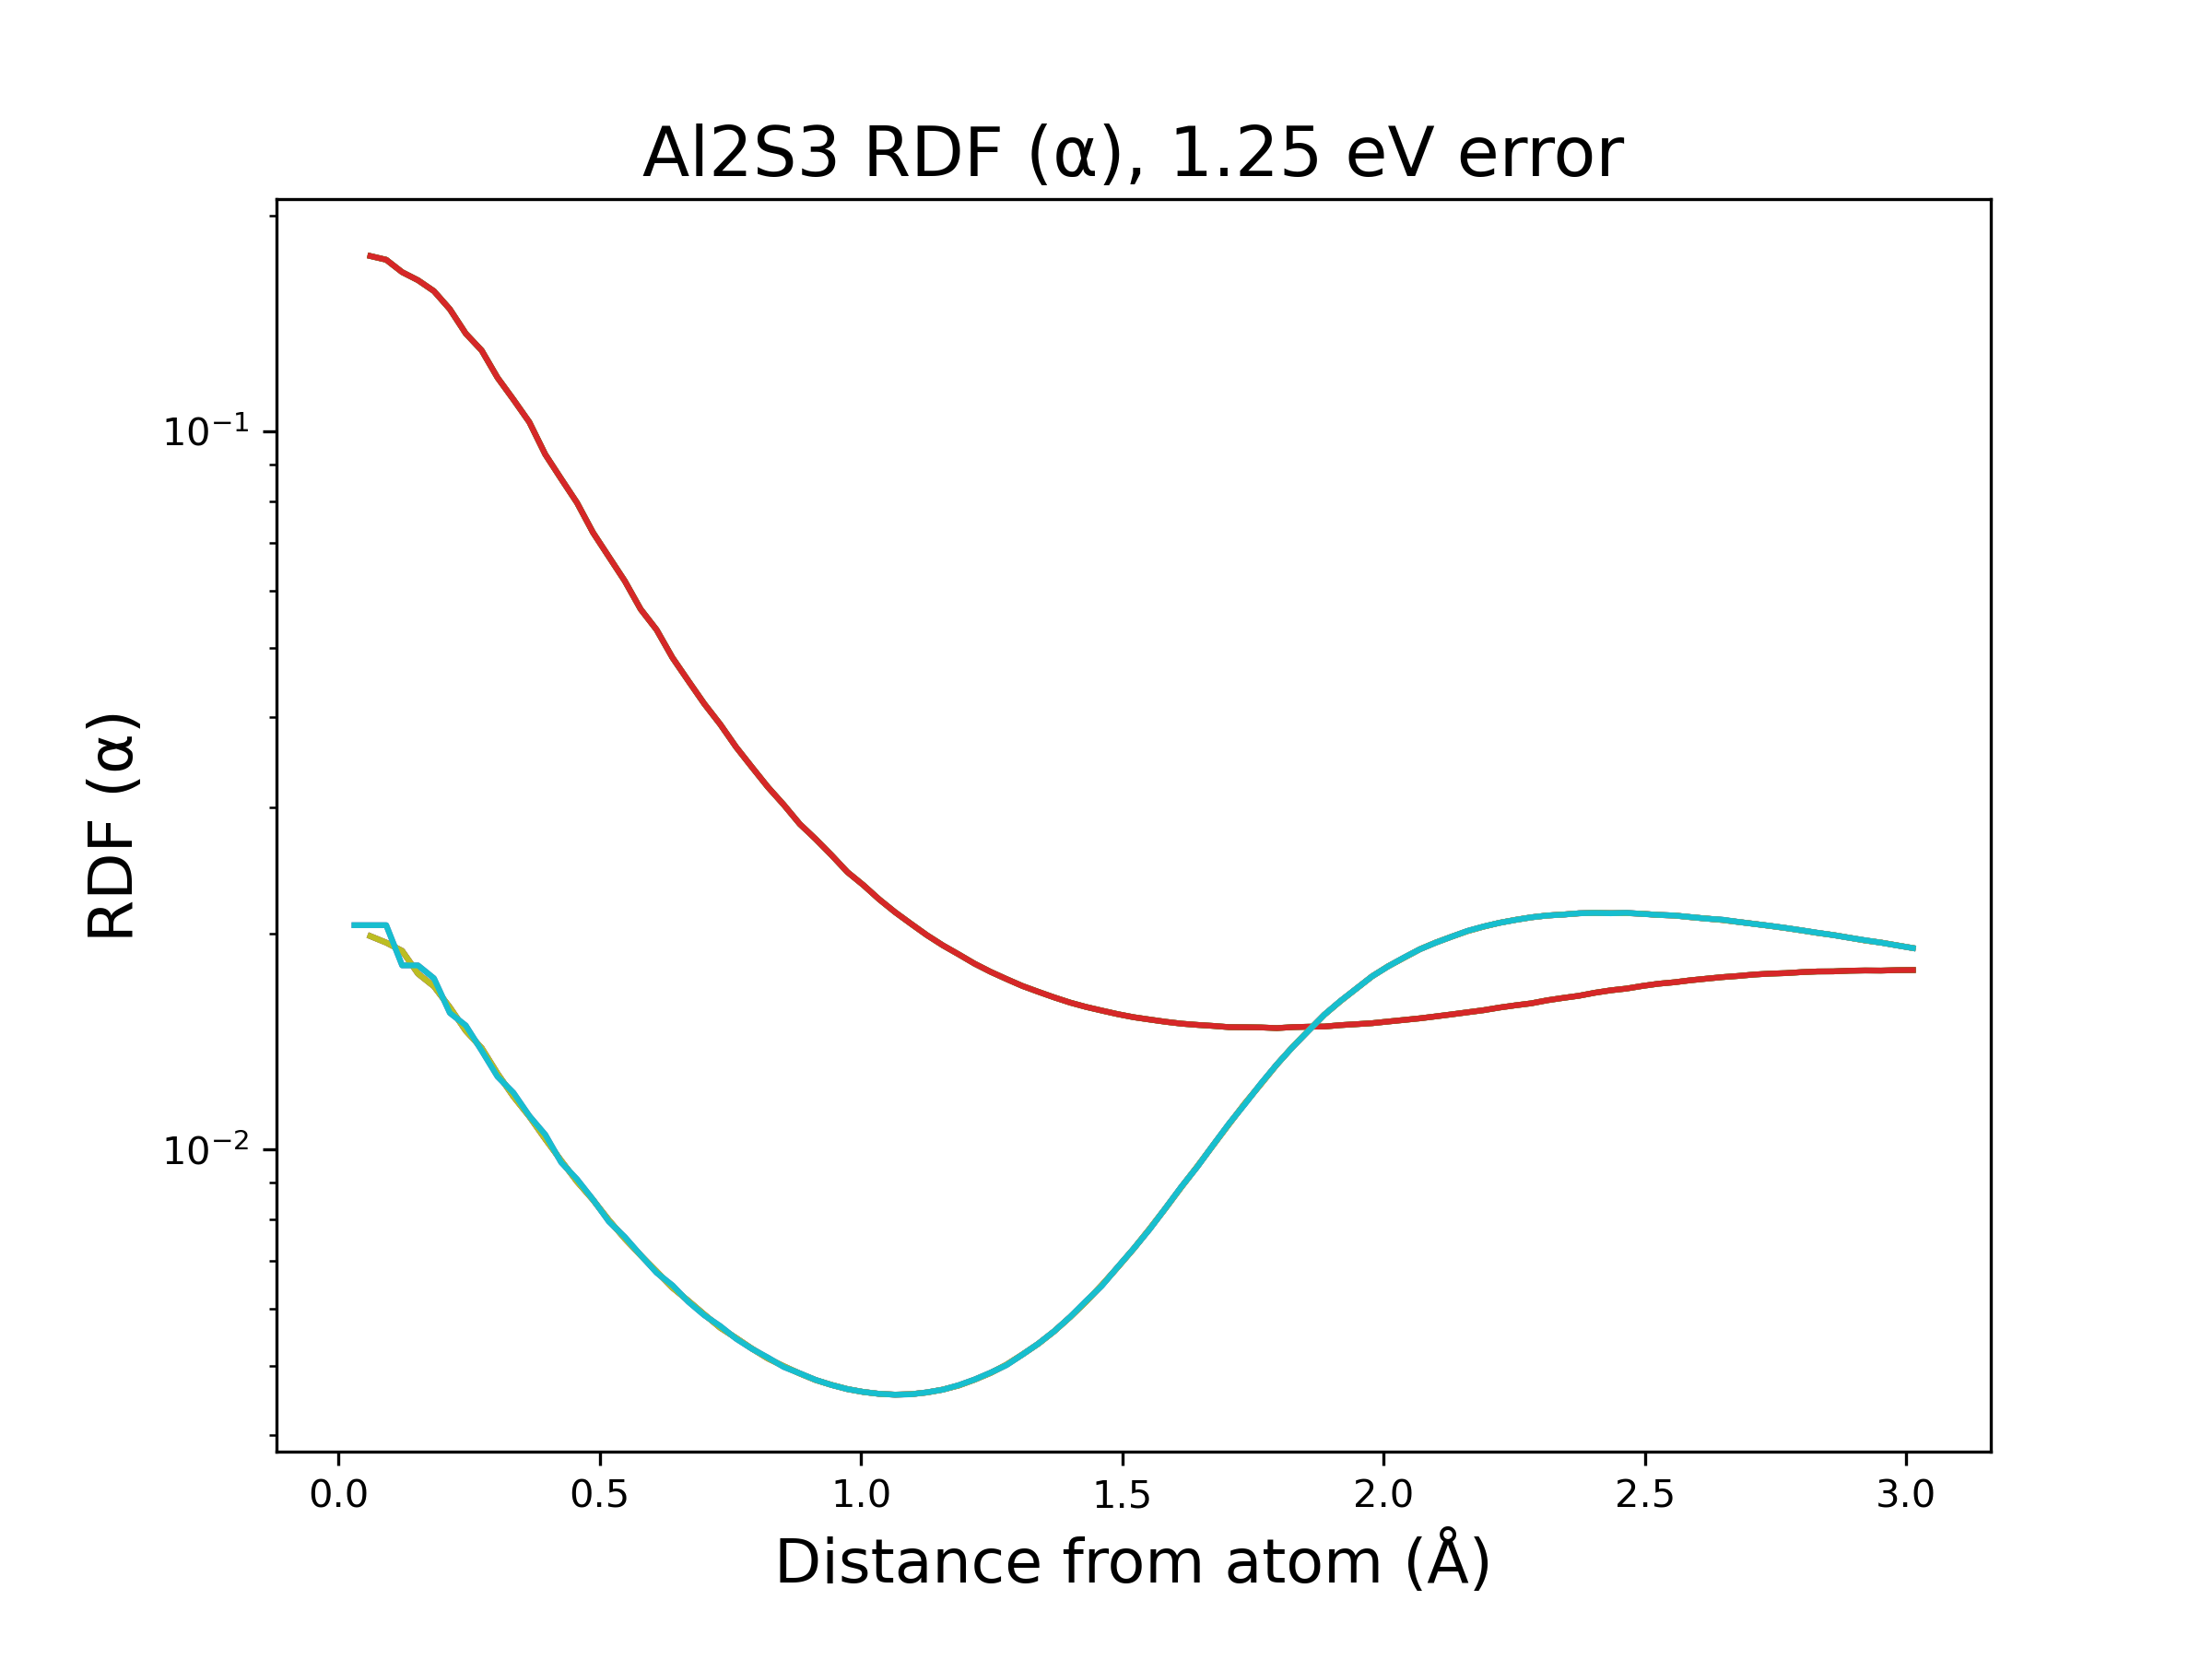 Al2S3 RDF (α), 1.25 eV error
RDF (α)
10⁻¹
10⁻²
0.0 0.5 1.0 1.5 2.0 2.5 3.0
Distance from atom (Å)